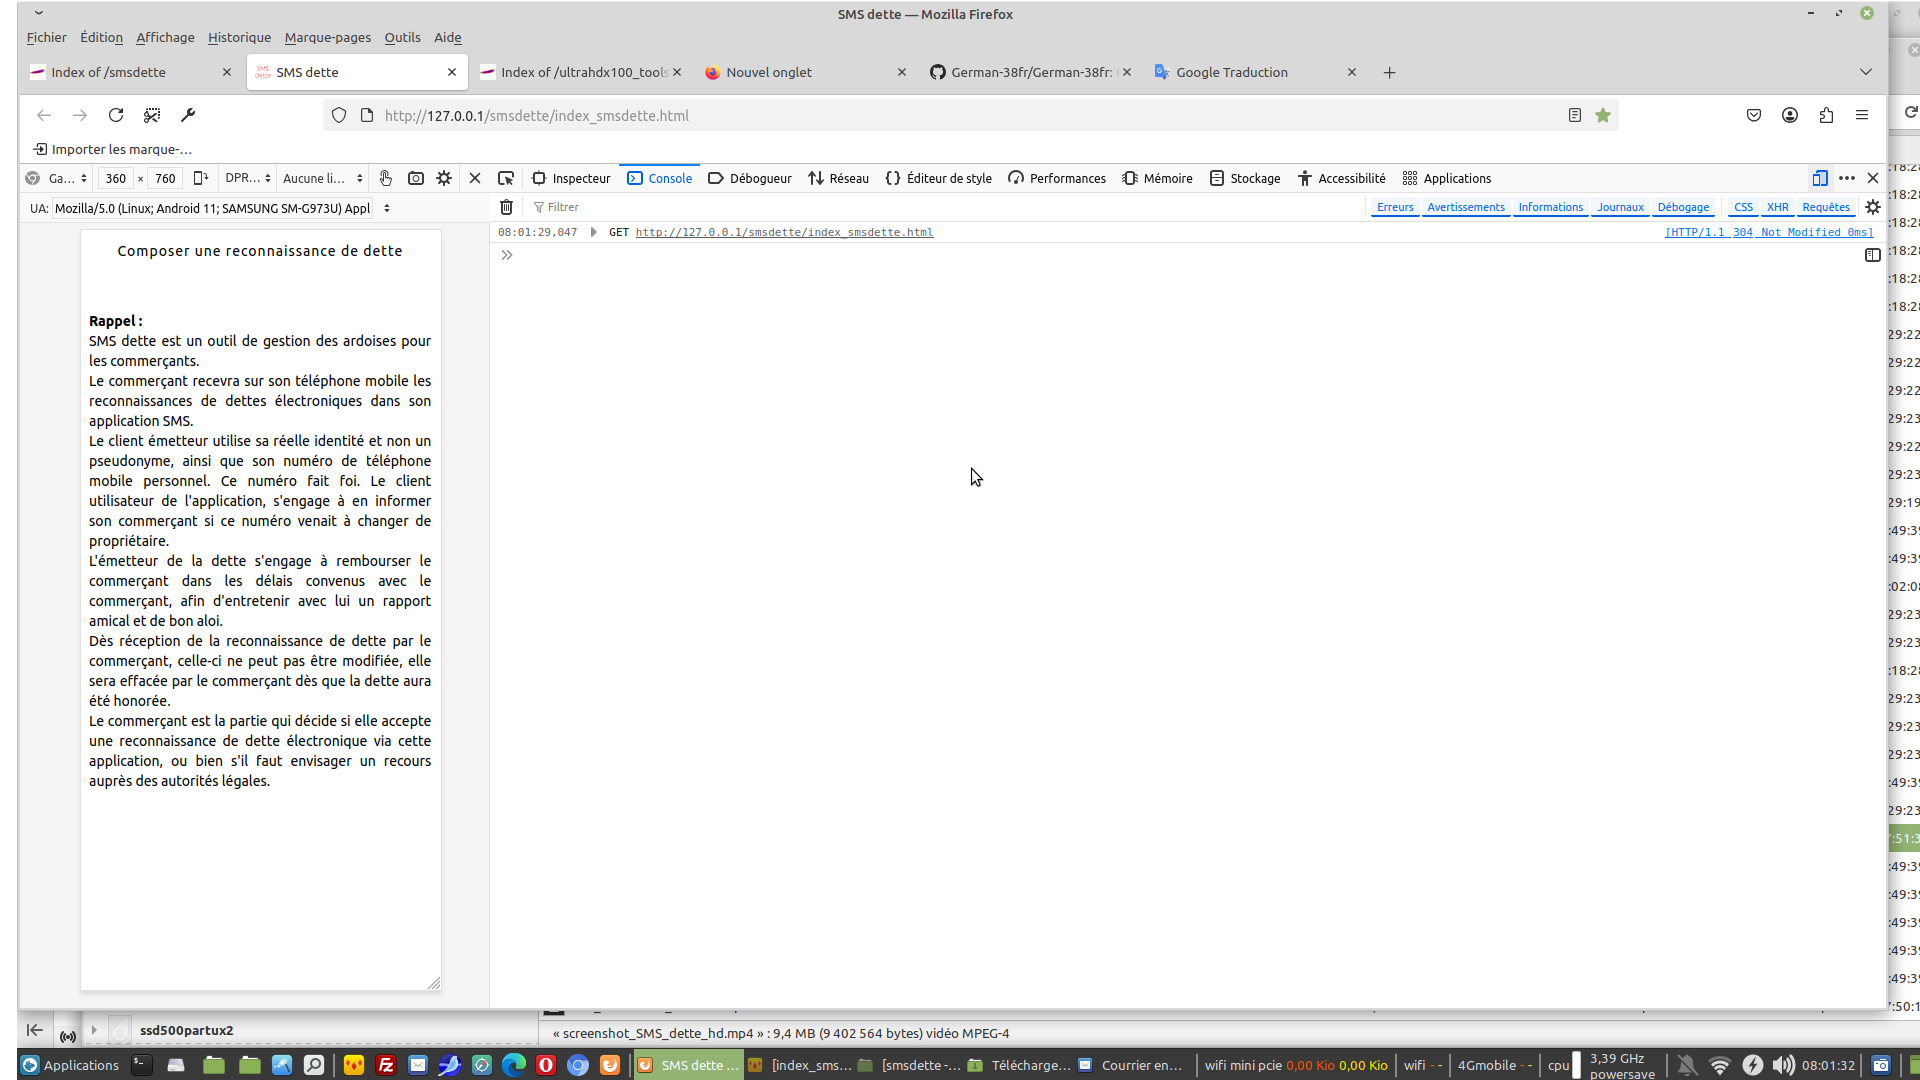 SMS dette — Mozilla Firefox
Fichier Édition Affichage Historique Marque-pages Outils Aide
Index of /smsdette
SMS dette
Index of /ultrahdx100_tools
Nouvel onglet
German-38fr/German-38fr:
Google Traduction
http://127.0.0.1/smsdette/index_smsdette.html
Importer les marque-…
Ga… 360 × 760 DPR… Aucune li…
Inspecteur Console Débogueur Réseau Éditeur de style Performances Mémoire Stockage Accessibilité Applications
UA: Mozilla/5.0 (Linux; Android 11; SAMSUNG SM-G973U) Appl
Filtrer
Erreurs Avertissements Informations Journaux Débogage CSS XHR Requêtes
08:01:29,047 GET http://127.0.0.1/smsdette/index_smsdette.html [HTTP/1.1 304 Not Modified 0ms]
Composer une reconnaissance de dette
Rappel :
SMS dette est un outil de gestion des ardoises pour
les commerçants.
Le commerçant recevra sur son téléphone mobile les
reconnaissances de dettes électroniques dans son
application SMS.
Le client émetteur utilise sa réelle identité et non un
pseudonyme, ainsi que son numéro de téléphone
mobile personnel. Ce numéro fait foi. Le client
utilisateur de l'application, s'engage à en informer
son commerçant si ce numéro venait à changer de
propriétaire.
L'émetteur de la dette s'engage à rembourser le
commerçant dans les délais convenus avec le
commerçant, afin d'entretenir avec lui un rapport
amical et de bon aloi.
Dès réception de la reconnaissance de dette par le
commerçant, celle-ci ne peut pas être modifiée, elle
sera effacée par le commerçant dès que la dette aura
été honorée.
Le commerçant est la partie qui décide si elle accepte
une reconnaissance de dette électronique via cette
application, ou bien s'il faut envisager un recours
auprès des autorités légales.
ssd500partux2
« screenshot_SMS_dette_hd.mp4 » : 9,4 MB (9 402 564 bytes) vidéo MPEG-4
Applications
SMS dette …
[index_sms…
[smsdette -…
Télécharge…
Courrier en…
wifi mini pcie 0,00 Kio 0,00 Kio
wifi - -
4Gmobile - -
cpu
3,39 GHz
powersave
08:01:32